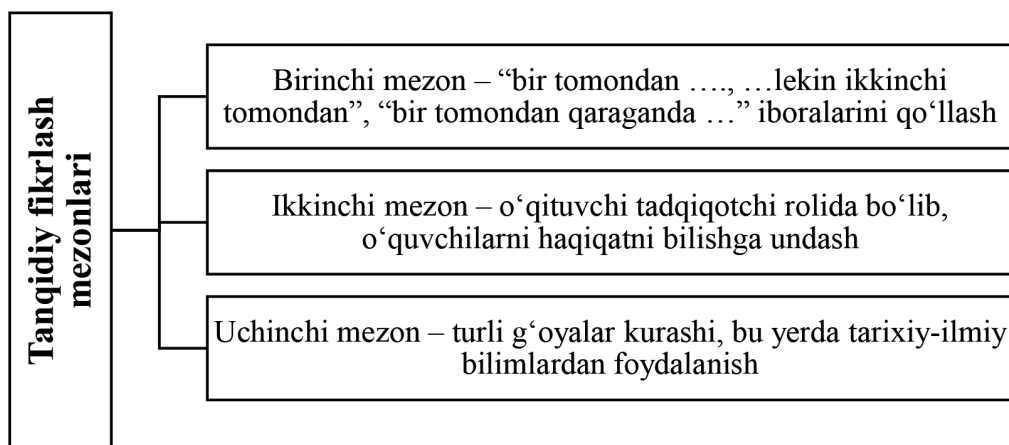 Tanqidiy fikrlash
mezonlari
Birinchi mezon – “bir tomondan …., …lekin ikkinchi
tomondan”, “bir tomondan qaraganda …” iboralarini qo‘llash
Ikkinchi mezon – o‘qituvchi tadqiqotchi rolida bo‘lib,
o‘quvchilarni haqiqatni bilishga undash
Uchinchi mezon – turli g‘oyalar kurashi, bu yerda tarixiy-ilmiy
bilimlardan foydalanish